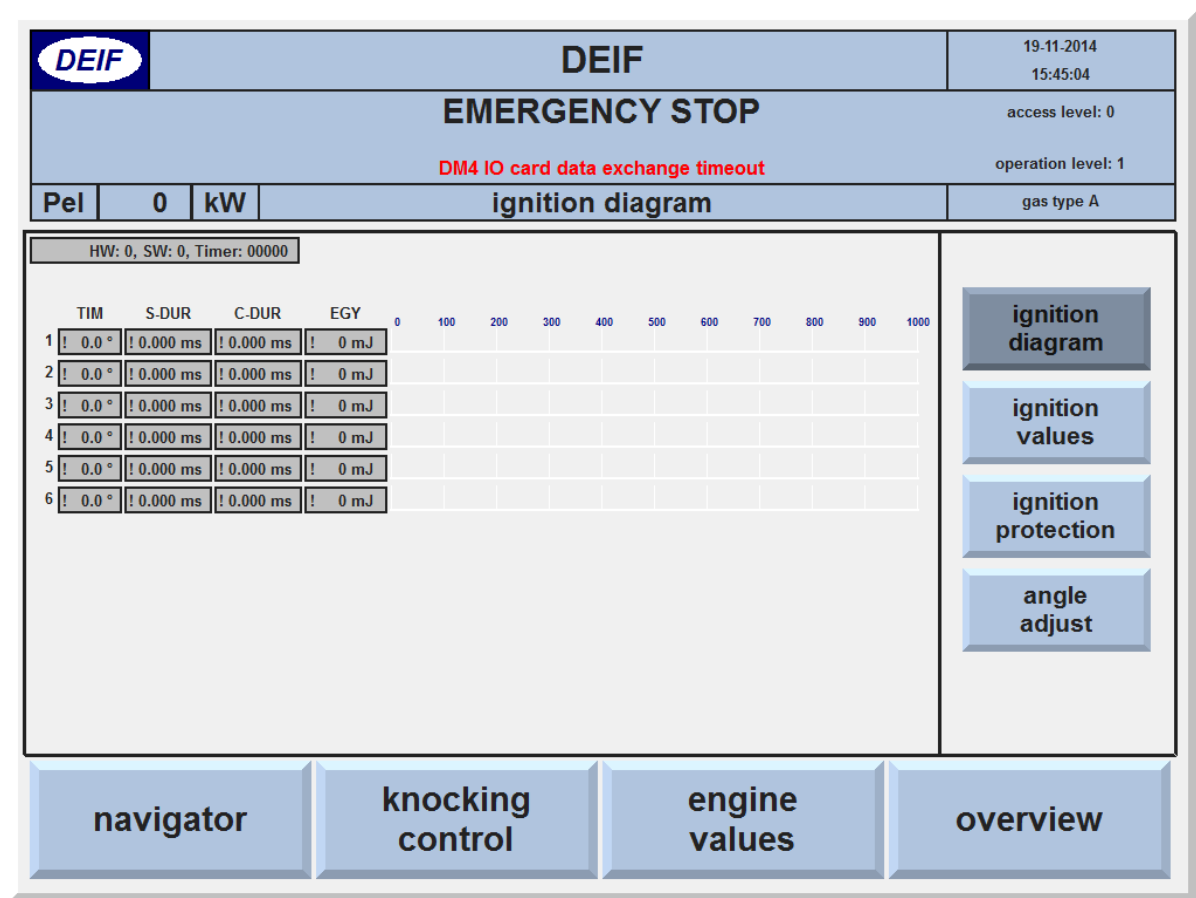 DEIF
DEIF
19-11-2014
15:45:04
EMERGENCY STOP
access level: 0
DM4 IO card data exchange timeout
operation level: 1
Pel 0 kW
ignition diagram
gas type A
HW: 0, SW: 0, Timer: 00000
TIM S-DUR C-DUR EGY 0 100 200 300 400 500 600 700 800 900 1000
1 ! 0.0 ° ! 0.000 ms ! 0.000 ms ! 0 mJ
2 ! 0.0 ° ! 0.000 ms ! 0.000 ms ! 0 mJ
3 ! 0.0 ° ! 0.000 ms ! 0.000 ms ! 0 mJ
4 ! 0.0 ° ! 0.000 ms ! 0.000 ms ! 0 mJ
5 ! 0.0 ° ! 0.000 ms ! 0.000 ms ! 0 mJ
6 ! 0.0 ° ! 0.000 ms ! 0.000 ms ! 0 mJ
ignition
diagram
ignition
values
ignition
protection
angle
adjust
navigator
knocking
control
engine
values
overview